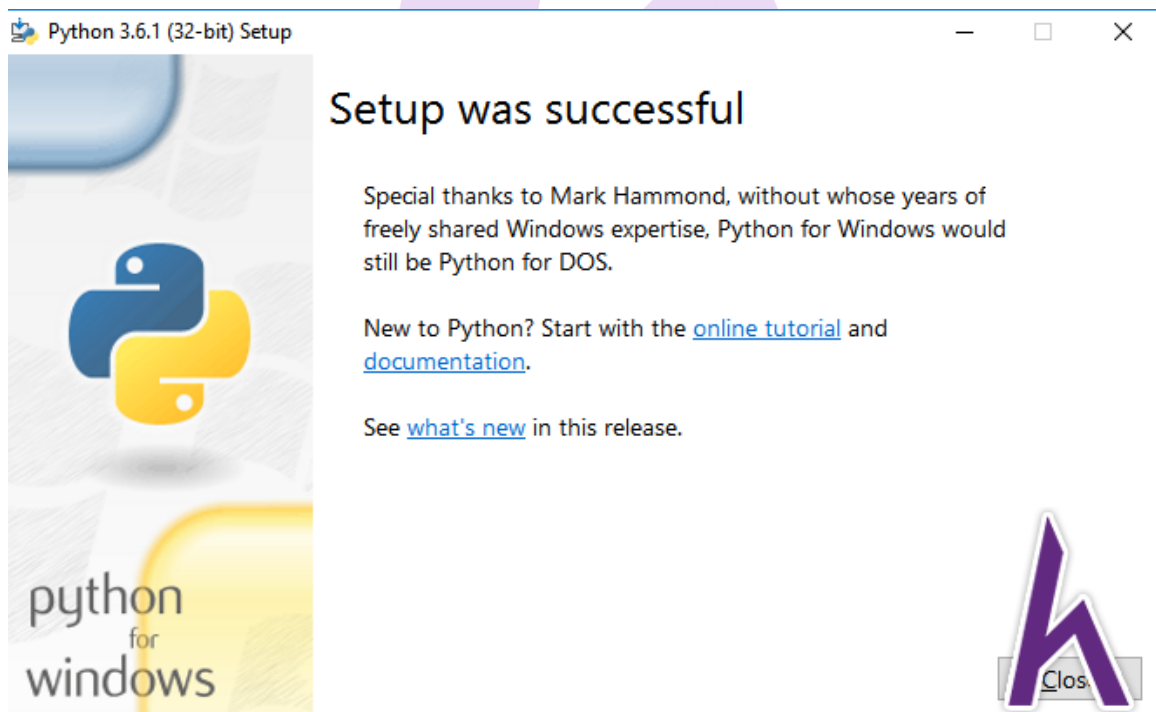 Python 3.6.1 (32-bit) Setup
Setup was successful
Special thanks to Mark Hammond, without whose years of
freely shared Windows expertise, Python for Windows would
still be Python for DOS.
New to Python? Start with the online tutorial and
documentation.
See what's new in this release.
python
for
windows